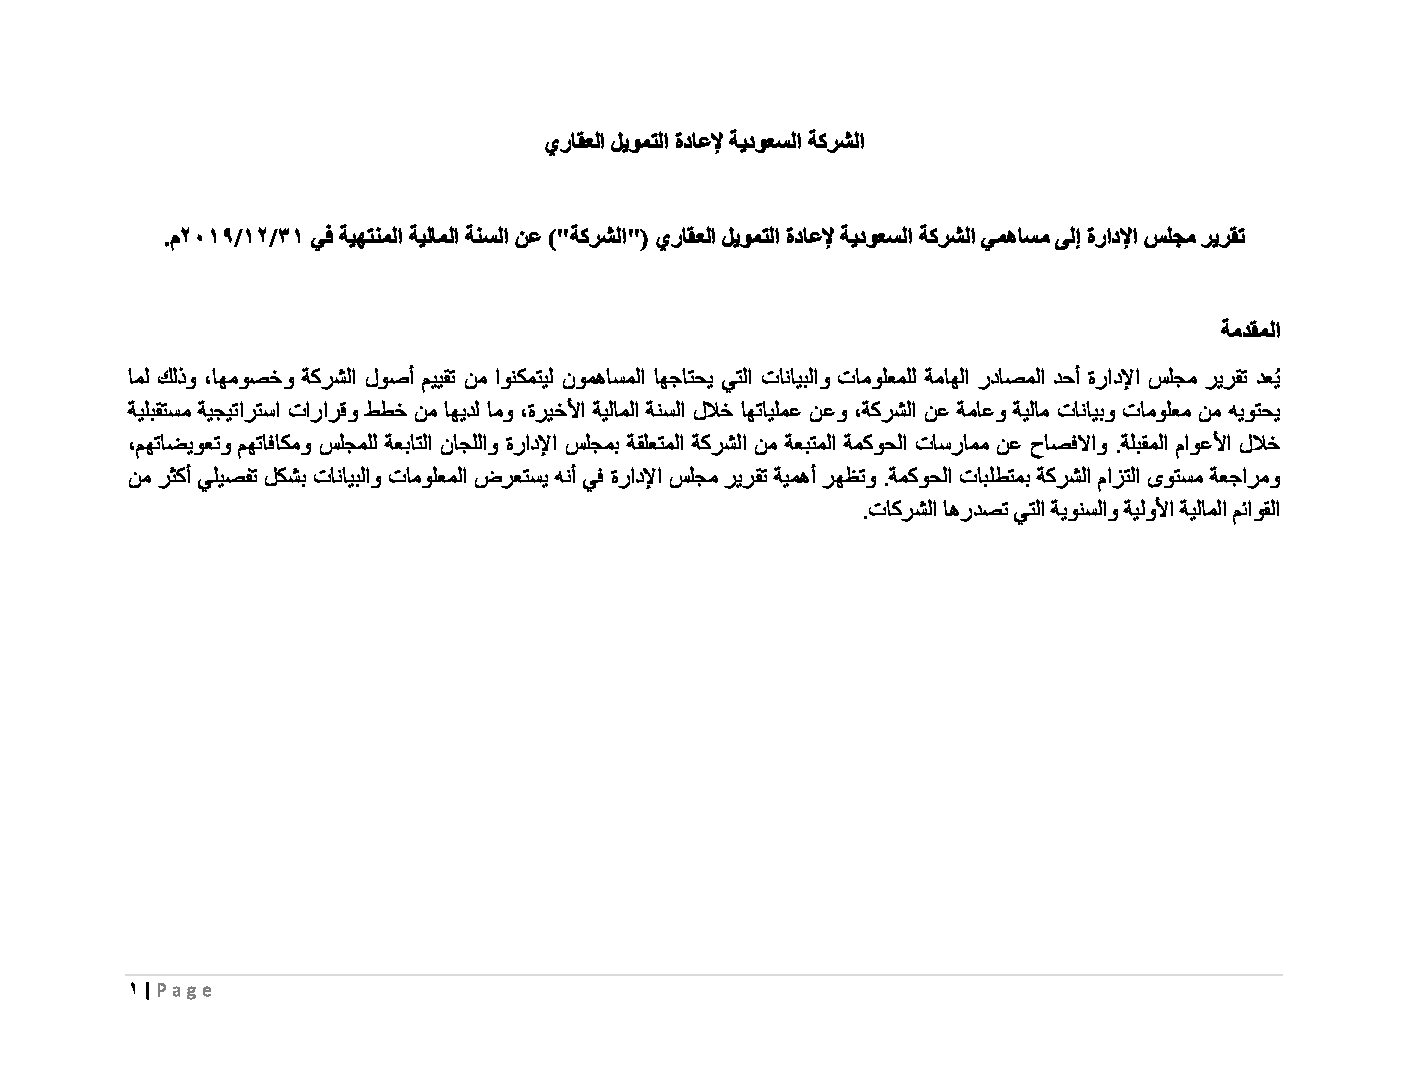 الشركة السعودية لإعادة التمويل العقاري
تقرير مجلس الإدارة إلى مساهمي الشركة السعودية لإعادة التمويل العقاري ("الشركة") عن السنة المالية المنتهية في ٢٠١٩/١٢/٣١م.
المقدمة
يُعد تقرير مجلس الإدارة أحد المصادر الهامة للمعلومات والبيانات التي يحتاجها المساهمون ليتمكنوا من تقييم أصول الشركة وخصومها، وذلك لما
يحتويه من معلومات وبيانات مالية وعامة عن الشركة، وعن عملياتها خلال السنة المالية الأخيرة، وما لديها من خطط وقرارات استراتيجية مستقبلية
خلال الأعوام المقبلة. والافصاح عن ممارسات الحوكمة المتبعة من الشركة المتعلقة بمجلس الإدارة واللجان التابعة للمجلس ومكافاتهم وتعويضاتهم،
ومراجعة مستوى التزام الشركة بمتطلبات الحوكمة. وتظهر أهمية تقرير مجلس الإدارة في أنه يستعرض المعلومات والبيانات بشكل تفصيلي أكثر من
القوائم المالية الأولية والسنوية التي تصدرها الشركات.
١ | Page